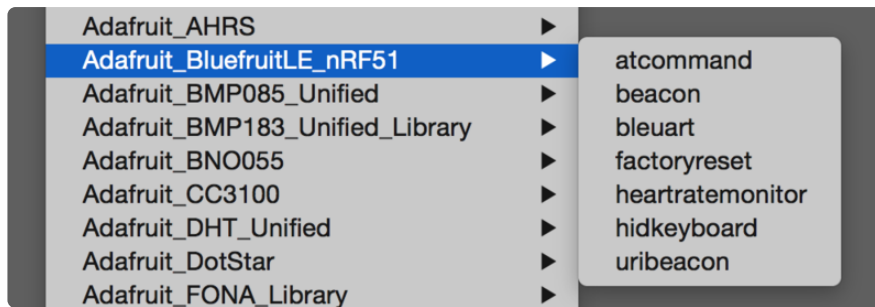 Adafruit_AHRS
Adafruit_BluefruitLE_nRF51
Adafruit_BMP085_Unified
Adafruit_BMP183_Unified_Library
Adafruit_BNO055
Adafruit_CC3100
Adafruit_DHT_Unified
Adafruit_DotStar
Adafruit_FONA_Library
atcommand
beacon
bleuart
factoryreset
heartratemonitor
hidkeyboard
uribeacon